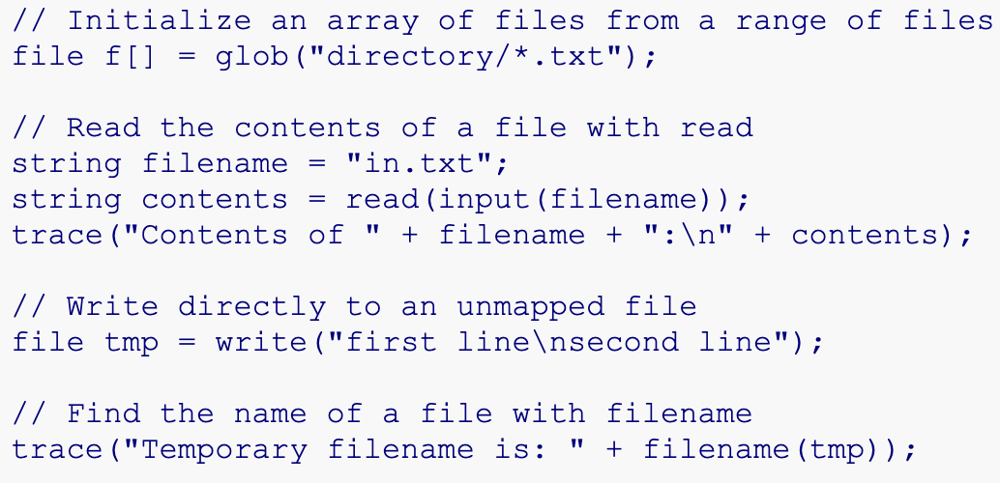 // Initialize an array of files from a range of files
file f[] = glob("directory/*.txt");
// Read the contents of a file with read
string filename = "in.txt";
string contents = read(input(filename));
trace("Contents of " + filename + ":\n" + contents);
// Write directly to an unmapped file
file tmp = write("first line\nsecond line");
// Find the name of a file with filename
trace("Temporary filename is: " + filename(tmp));